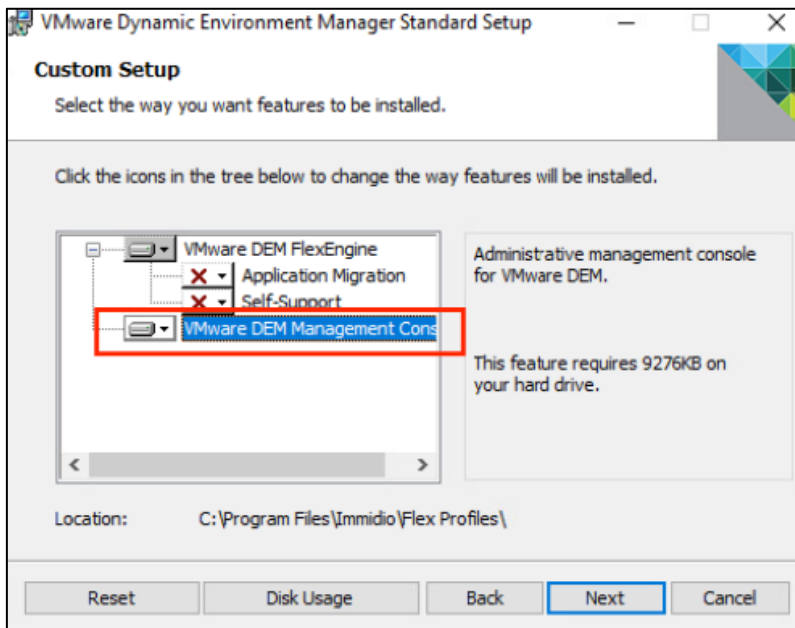 VMware Dynamic Environment Manager Standard Setup
Custom Setup
Select the way you want features to be installed.
Click the icons in the tree below to change the way features will be installed.
VMware DEM FlexEngine
Application Migration
Self-Support
VMware DEM Management Cons
Administrative management console
for VMware DEM.
This feature requires 9276KB on
your hard drive.
Location: C:\Program Files\Immidio\Flex Profiles\
Reset Disk Usage Back Next Cancel